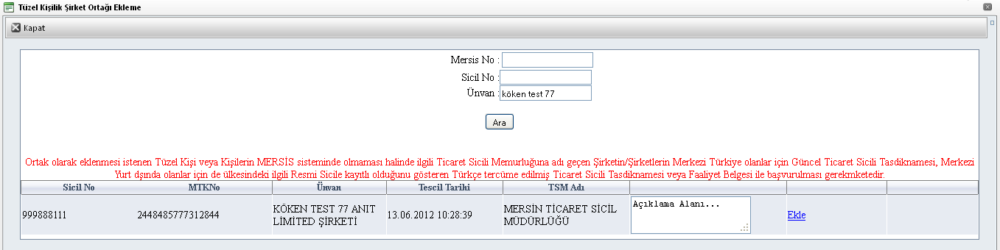 Tüzel Kişilik Şirket Ortağı Ekleme
Kapat
Mersis No :
Sicil No :
Ünvan : köken test 77
Ara
Ortak olarak eklenmesi istenen Tüzel Kişi veya Kişilerin MERSİS sisteminde olmaması halinde ilgili Ticaret Sicili Memurluğuna adı geçen Şirketin/Şirketlerin Merkezi Türkiye olanlar için Güncel Ticaret Sicili Tasdiknamesi, Merkezi
Yurt dşında olanlar için de ülkesindeki ilgili Resmi Sicile kayıtlı olduğunu gösteren Türkçe tercüme edilmiş Ticaret Sicili Tasdiknamesi veya Faaliyet Belgesi ile başvurulması gerekmketedir.
Sicil No MTKNo Ünvan Tescil Tarihi TSM Adı
999888111 2448485777312844 KÖKEN TEST 77 ANIT LİMİTED ŞİRKETİ 13.06.2012 10:28:39 MERSİN TİCARET SİCİL MÜDÜRLÜĞÜ Açıklama Alanı... Ekle